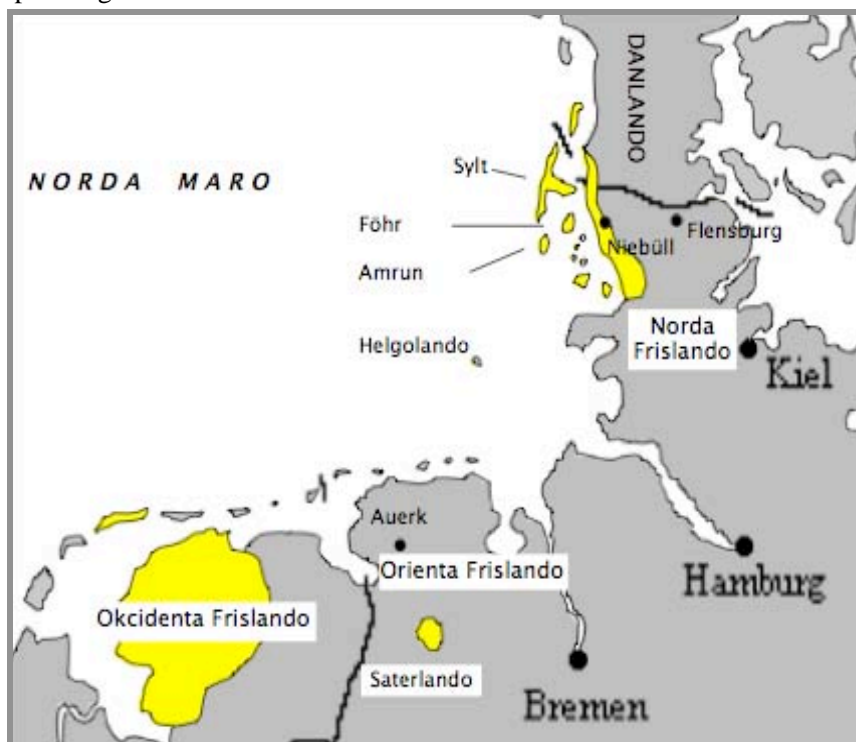 DANLANDO
Sylt
NORDA MARO
Föhr
Flensburg
Niebüll
Amrun
Norda
Frislando
Helgolando
Kiel
Auerk
Orienta Frislando
Hamburg
Okcidenta Frislando
Saterlando
Bremen